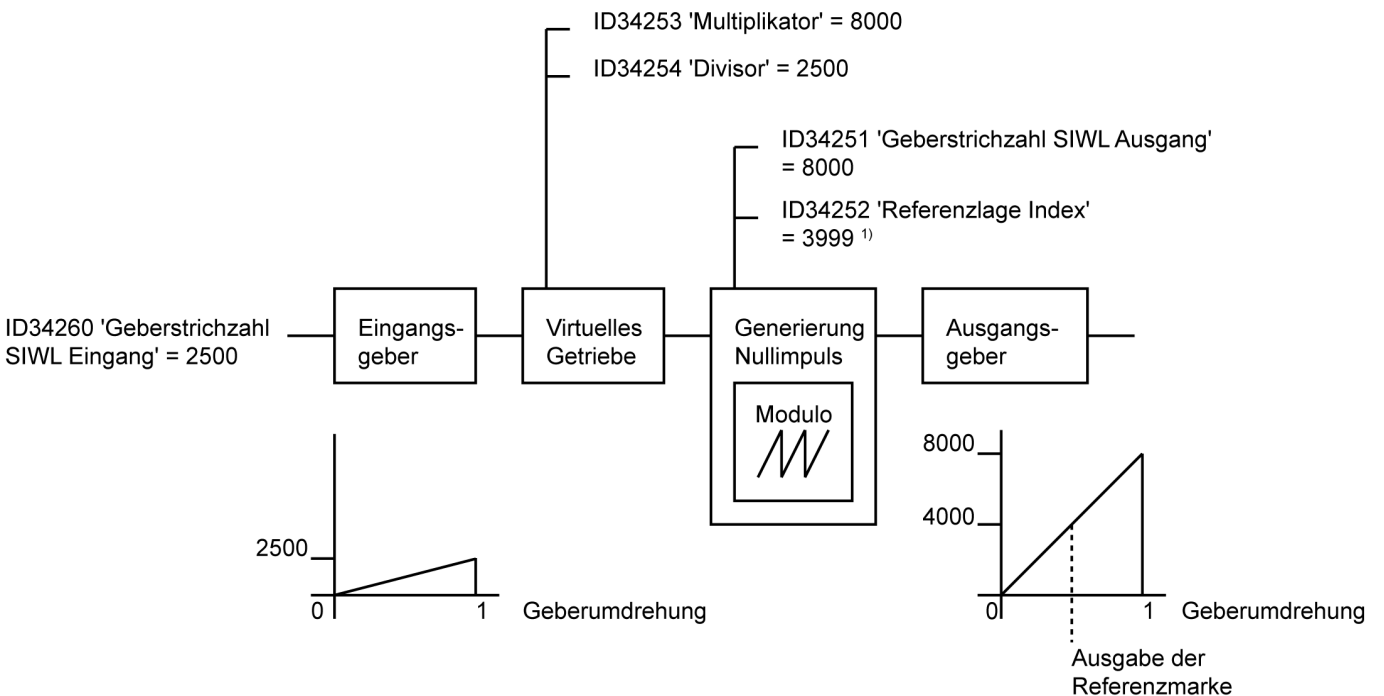 ID34253 'Multiplikator' = 8000
ID34254 'Divisor' = 2500
ID34251 'Geberstrichzahl SIWL Ausgang'
= 8000
ID34252 'Referenzlage Index'
= 3999 1)
ID34260 'Geberstrichzahl
SIWL Eingang' = 2500
Eingangs-
geber
Virtuelles
Getriebe
Generierung
Nullimpuls
Modulo
Ausgangs-
geber
2500
0
1
Geberumdrehung
8000
4000
0
1
Geberumdrehung
Ausgabe der
Referenzmarke